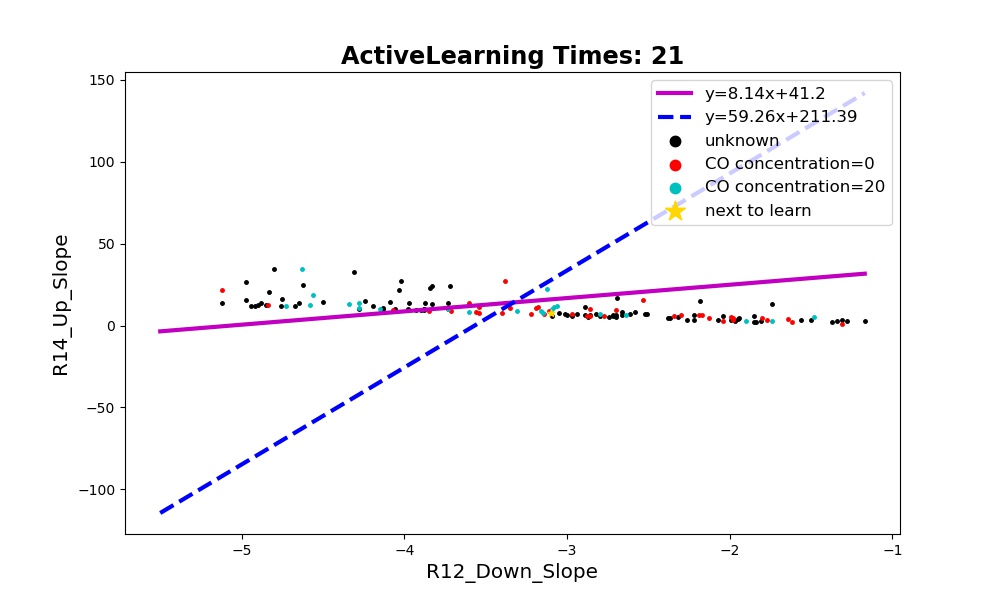 ActiveLearning Times: 21
y=8.14x+41.2
y=59.26x+211.39
unknown
CO concentration=0
CO concentration=20
next to learn
150
100
50
0
−50
−100
R14_Up_Slope
−5
−4
−3
−2
−1
R12_Down_Slope